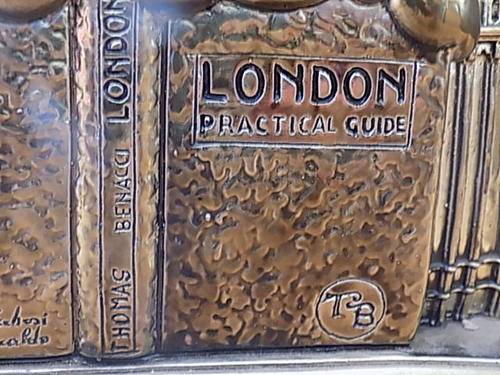 LONDON
PRACTICAL GUIDE
TB
THOMAS BENACCI LONDON